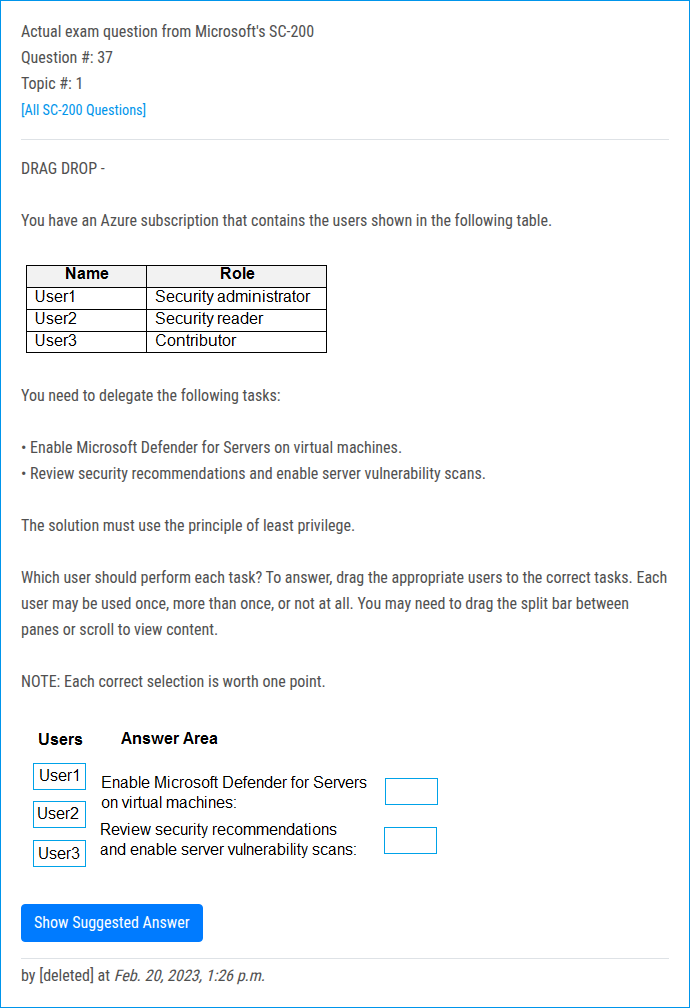 Actual exam question from Microsoft's SC-200
Question #: 37
Topic #: 1
[All SC-200 Questions]
DRAG DROP -
You have an Azure subscription that contains the users shown in the following table.
Name Role
User1 Security administrator
User2 Security reader
User3 Contributor
You need to delegate the following tasks:
• Enable Microsoft Defender for Servers on virtual machines.
• Review security recommendations and enable server vulnerability scans.
The solution must use the principle of least privilege.
Which user should perform each task? To answer, drag the appropriate users to the correct tasks. Each
user may be used once, more than once, or not at all. You may need to drag the split bar between
panes or scroll to view content.
NOTE: Each correct selection is worth one point.
Users Answer Area
User1
Enable Microsoft Defender for Servers
on virtual machines:
User2
Review security recommendations
and enable server vulnerability scans:
User3
Show Suggested Answer
by [deleted] at Feb. 20, 2023, 1:26 p.m.